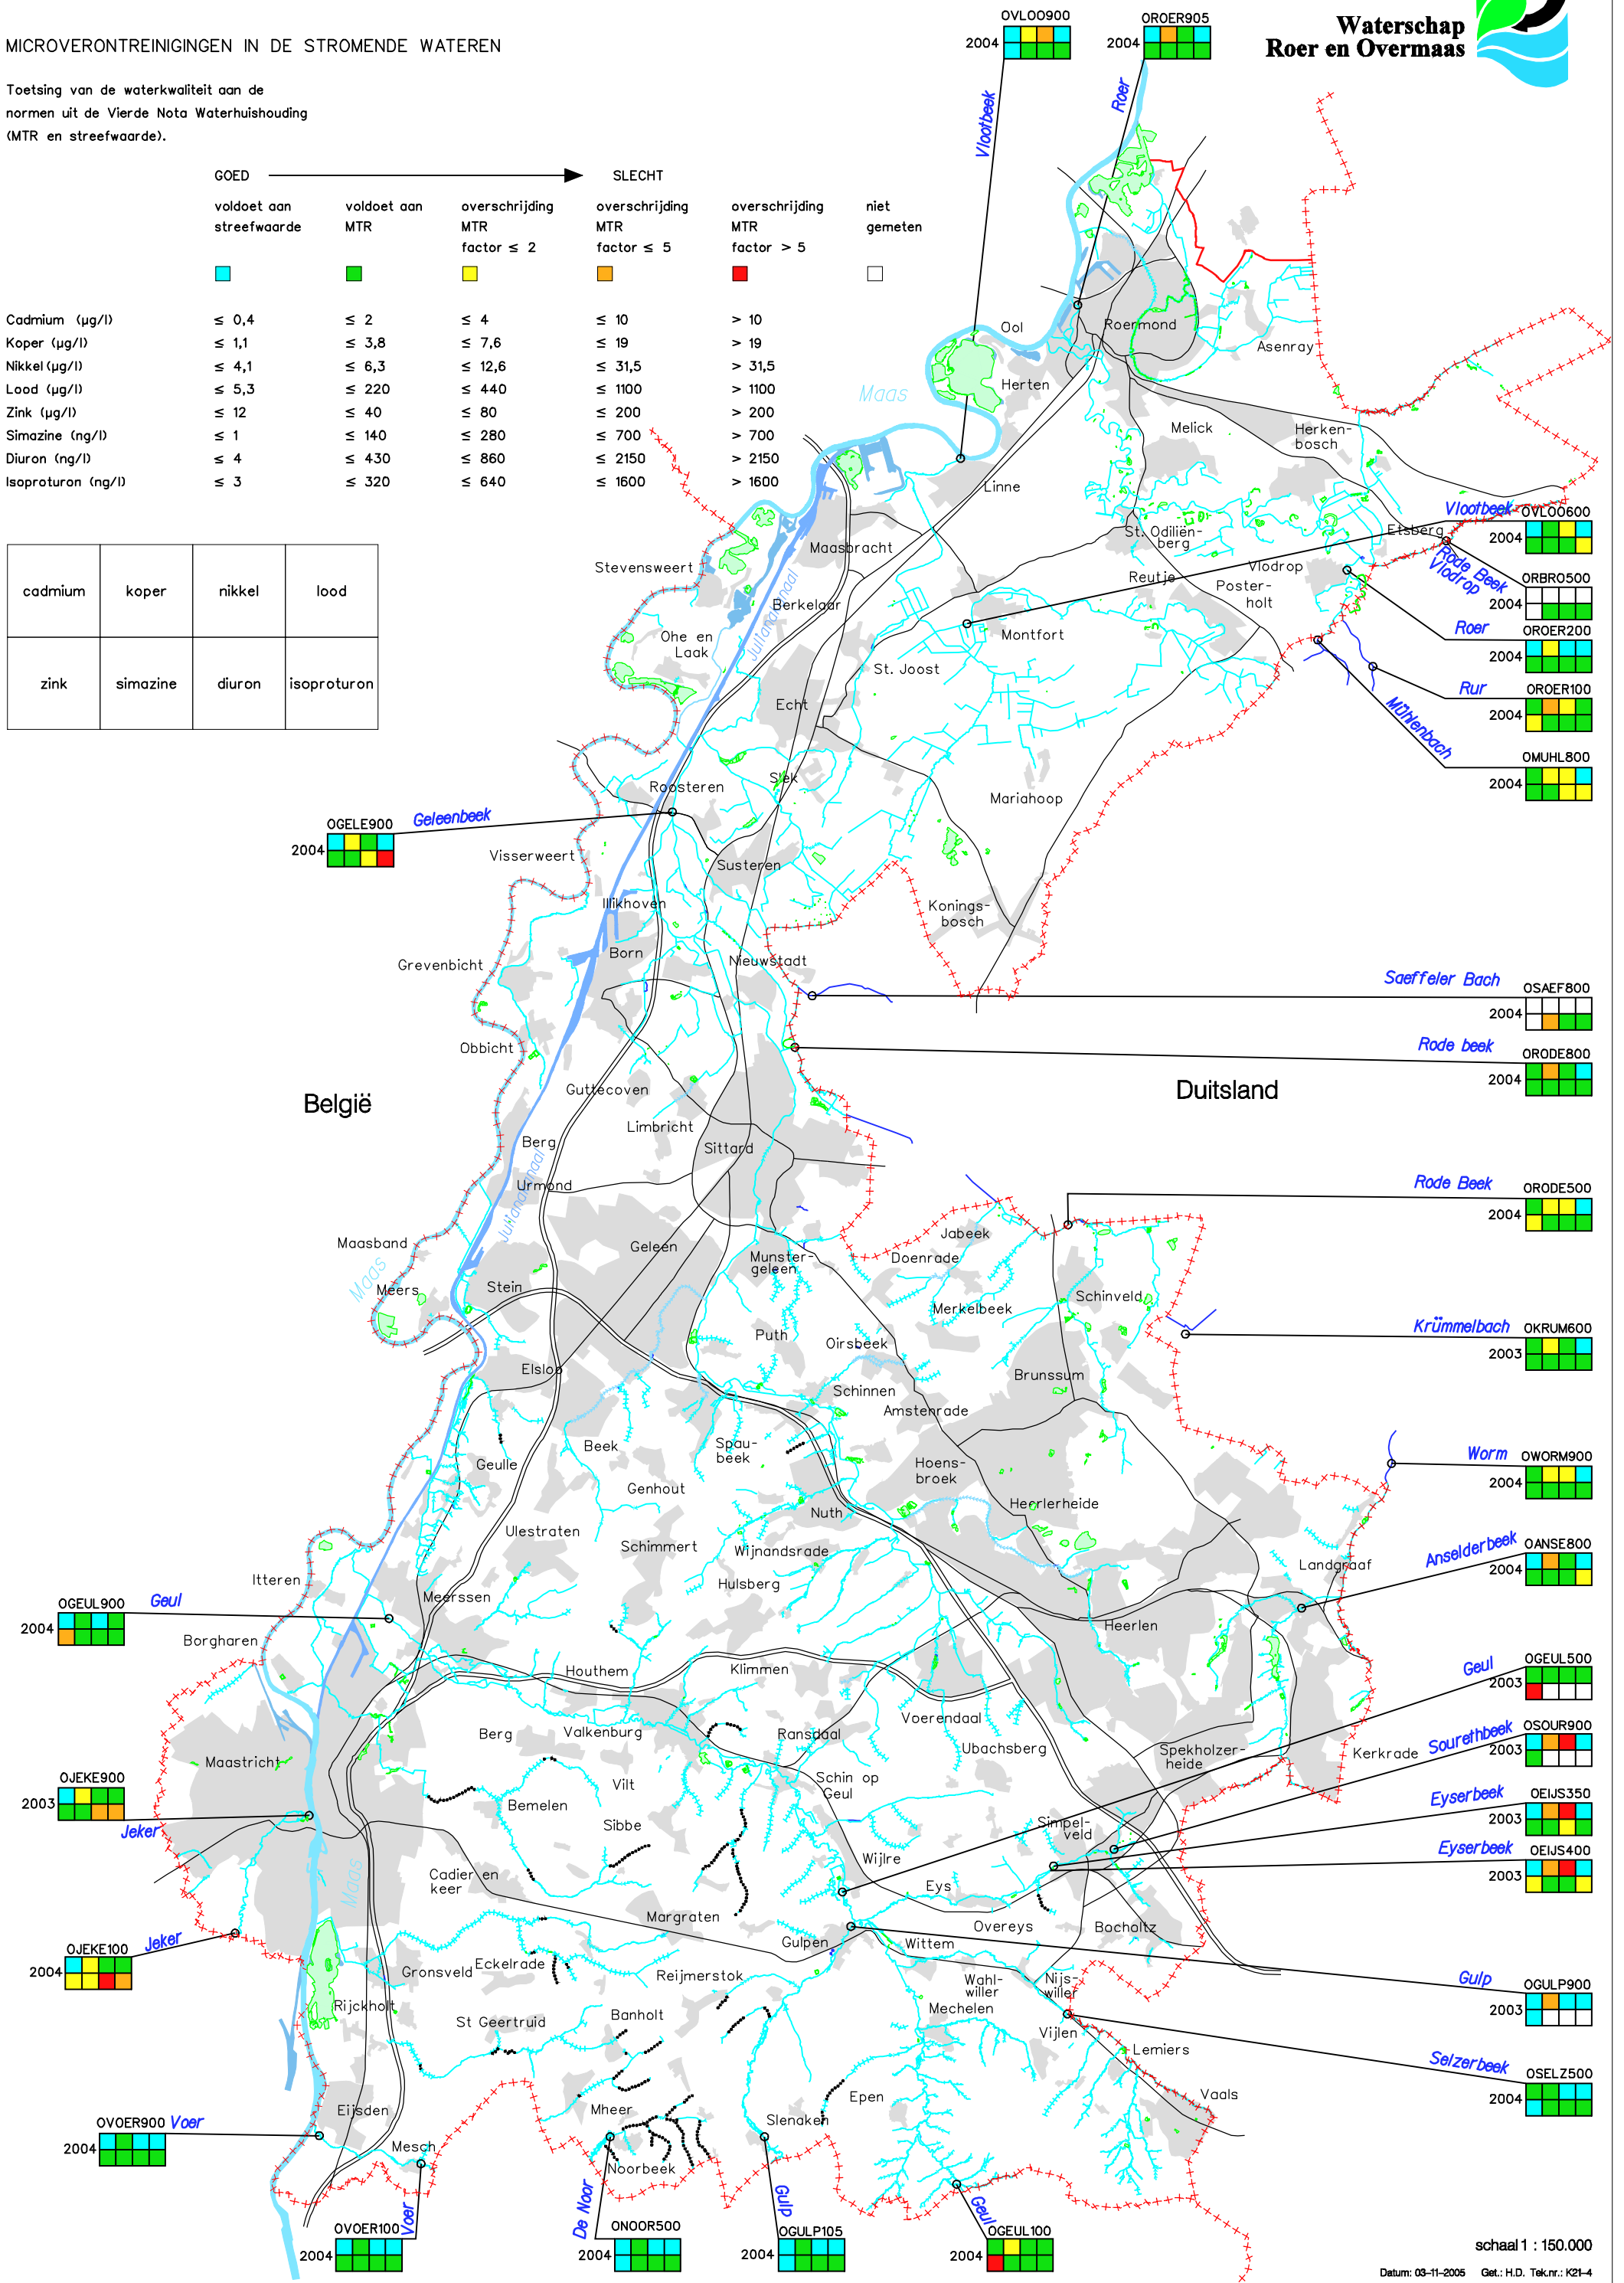 MICROVERONTREINIGINGEN IN DE STROMENDE WATEREN
Toetsing van de waterkwaliteit aan de
normen uit de Vierde Nota Waterhuishouding
(MTR en streefwaarde).
Waterschap
Roer en Overmaas
GOED SLECHT
voldoet aan voldoet aan overschrijding overschrijding overschrijding niet
streefwaarde MTR MTR MTR MTR gemeten
factor ≤ 2 factor ≤ 5 factor > 5
Cadmium (µg/l) ≤ 0,4 ≤ 2 ≤ 4 ≤ 10 > 10
Koper (µg/l) ≤ 1,1 ≤ 3,8 ≤ 7,6 ≤ 19 > 19
Nikkel (µg/l) ≤ 4,1 ≤ 6,3 ≤ 12,6 ≤ 31,5 > 31,5
Lood (µg/l) ≤ 5,3 ≤ 220 ≤ 440 ≤ 1100 > 1100
Zink (µg/l) ≤ 12 ≤ 40 ≤ 80 ≤ 200 > 200
Simazine (ng/l) ≤ 1 ≤ 140 ≤ 280 ≤ 700 > 700
Diuron (ng/l) ≤ 4 ≤ 430 ≤ 860 ≤ 2150 > 2150
Isoproturon (ng/l) ≤ 3 ≤ 320 ≤ 640 ≤ 1600 > 1600
cadmium koper nikkel lood
zink simazine diuron isoproturon
OVLOO900
2004
Vlootbeek
OROER905
2004
Roer
Roermond
Ool
Asenray
Herten
Maas
Melick
Herken-
bosch
Linne
Vlootbeek OVLOO600
2004
Etsberg
St. Odiliën-
berg
Maasbracht
Stevensweert
Reutje
Vlodrop
Poster-
holt
Rode Beek
Vlodrop
ORBRO500
2004
Julianakanaal
Berkelaar
Montfort
Ohe en
Laak
Roer
OROER200
2004
St. Joost
Echt
Rur
OROER100
2004
Mühlenbach
OMUHL800
2004
Slek
Roosteren
Mariahoop
OGELE900
2004
Geleenbeek
Visserweert
Susteren
Illikhoven
Konings-
bosch
Born
Nieuwstadt
Grevenbicht
Saeffeler Bach
OSAEF800
2004
Obbicht
Rode beek
ORODE800
2004
België
Duitsland
Guttecoven
Limbricht
Berg
Sittard
Julianakanaal
Urmond
Rode Beek
ORODE500
2004
Maasband
Geleen
Munster-
geleen
Jabeek
Doenrade
Maas
Meers
Stein
Merkelbeek
Schinveld
Puth
Oirsbeek
Krümmelbach
OKRUM600
2003
Elsloo
Schinnen
Brunssum
Amstenrade
Beek
Spau-
beek
Geulle
Hoens-
broek
Worm
OWORM900
2004
Genhout
Heerlerheide
Nuth
Ulestraten
Schimmert
Wijnandsrade
Hulsberg
Anselderbeek
OANSE800
2004
Landgraaf
Itteren
Meerssen
OGEUL900
2004
Geul
Heerlen
Borgharen
Houthem
Klimmen
Geul
OGEUL500
2003
Berg
Valkenburg
Ransdaal
Voerendaal
Ubachsberg
Spekholzer-
heide
Kerkrade
Sourethbeek
OSOUR900
2003
Maastricht
Vilt
Schin op
Geul
OJEKE900
2003
Jeker
Bemelen
Sibbe
Simpel-
veld
Eyserbeek
OEIJS350
2003
Wijlre
Eyserbeek
OEIJS400
2003
Maas
Cadier en
keer
Eys
Margraten
Overeys
Bocholtz
OJEKE100
2004
Jeker
Gulpen
Wittem
Gronsveld
Eckelrade
Reijmerstok
Wahl-
willer
Nijs-
willer
Gulp
OGULP900
2003
Rijckholt
Banholt
Mechelen
St Geertruid
Vijlen
Lemiers
Selzerbeek
OSELZ500
2004
Epen
Vaals
Mheer
Slenaken
Eijsden
OVOER900 Voer
2004
Mesch
Noorbeek
OVOER100
2004
Voer
De Noor
ONOOR500
2004
Gulp
OGULP105
2004
Geul
OGEUL100
2004
schaal 1 : 150.000
Datum: 03-11-2005 Get.: H.D. Tek.nr.: K21-4